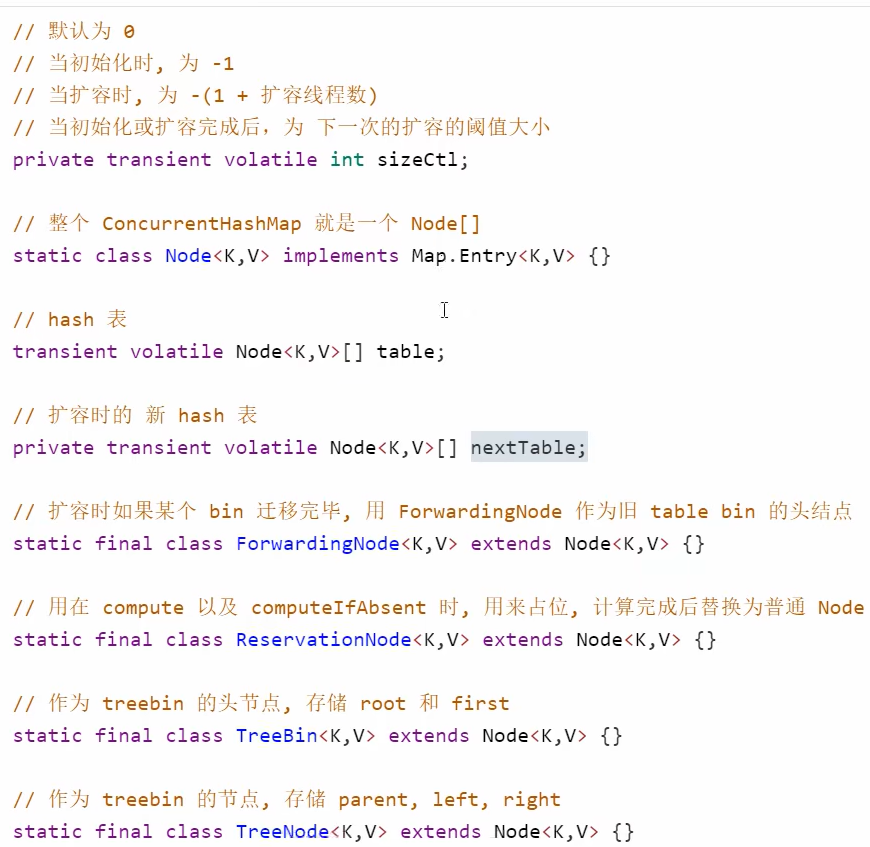 // 默认为 0
// 当初始化时, 为 -1
// 当扩容时, 为 -(1 + 扩容线程数)
// 当初始化或扩容完成后，为 下一次的扩容的阈值大小
private transient volatile int sizeCtl;
// 整个 ConcurrentHashMap 就是一个 Node[]
static class Node<K,V> implements Map.Entry<K,V> {}
// hash 表
transient volatile Node<K,V>[] table;
// 扩容时的 新 hash 表
private transient volatile Node<K,V>[] nextTable;
// 扩容时如果某个 bin 迁移完毕, 用 ForwardingNode 作为旧 table bin 的头结点
static final class ForwardingNode<K,V> extends Node<K,V> {}
// 用在 compute 以及 computeIfAbsent 时, 用来占位, 计算完成后替换为普通 Node
static final class ReservationNode<K,V> extends Node<K,V> {}
// 作为 treebin 的头节点, 存储 root 和 first
static final class TreeBin<K,V> extends Node<K,V> {}
// 作为 treebin 的节点, 存储 parent, left, right
static final class TreeNode<K,V> extends Node<K,V> {}